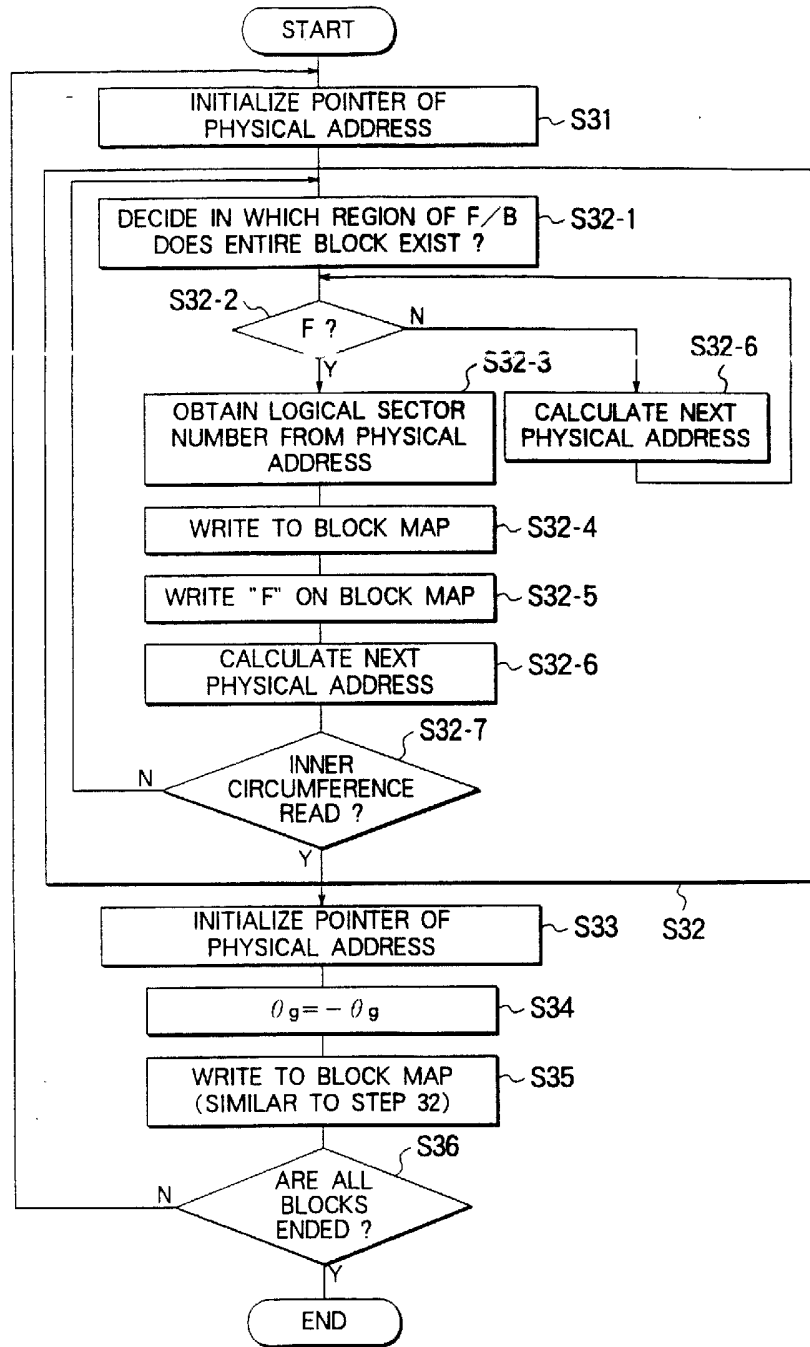 START
INITIALIZE POINTER OF
PHYSICAL ADDRESS
S31
DECIDE IN WHICH REGION OF F/B
DOES ENTIRE BLOCK EXIST ?
S32-1
S32-2
F ?
N
Y
S32-3
S32-6
OBTAIN LOGICAL SECTOR
NUMBER FROM PHYSICAL
ADDRESS
CALCULATE NEXT
PHYSICAL ADDRESS
WRITE TO BLOCK MAP
S32-4
WRITE "F" ON BLOCK MAP
S32-5
CALCULATE NEXT
PHYSICAL ADDRESS
S32-6
S32-7
N
INNER
CIRCUMFERENCE
READ ?
Y
INITIALIZE POINTER OF
PHYSICAL ADDRESS
S33
S32
θg=-θg
S34
WRITE TO BLOCK MAP
(SIMILAR TO STEP 32)
S35
S36
N
ARE ALL
BLOCKS
ENDED ?
Y
END